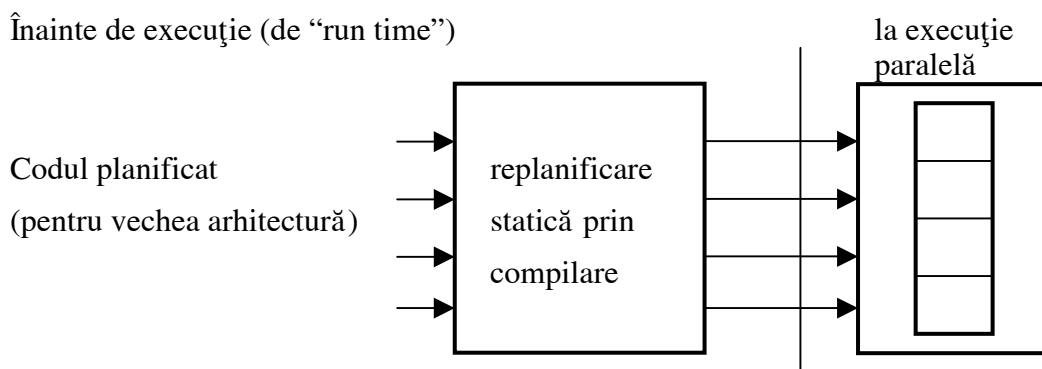 Înainte de execuţie (de “run time”)
la execuţie
paralelă
Codul planificat
(pentru vechea arhitectură)
replanificare
statică prin
compilare